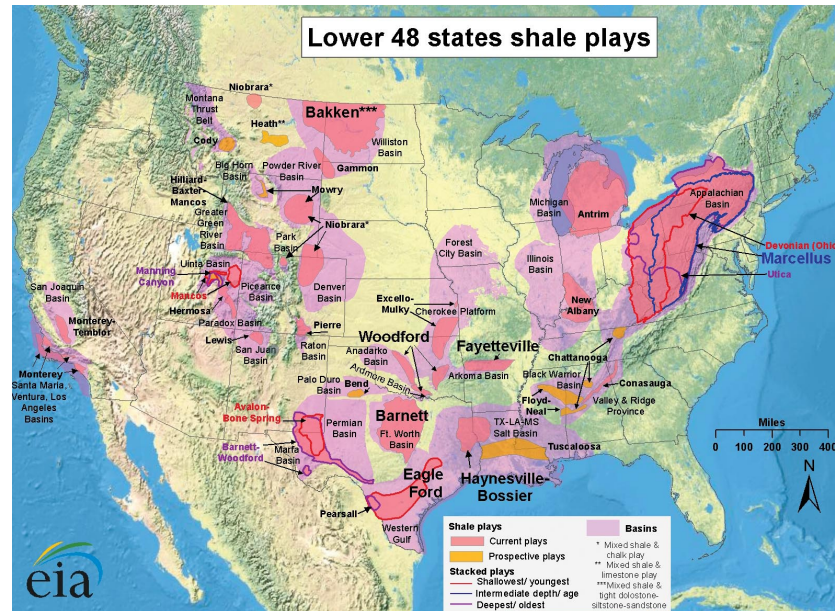 Lower 48 states shale plays
Niobrara*
Montana
Thrust
Belt
Bakken***
Heath**
Cody
Williston
Basin
Big Horn
Basin
Powder River
Basin
Gammon
Hilliard-
Baxter-
Mancos
Mowry
Michigan
Basin
Antrim
Appalachian
Basin
Greater
Green
River
Basin
Niobrara*
Park
Basin
Forest
City Basin
Devonian (Ohio
Marcellus
Utica
Uinta Basin
Manning
Canyon
Illinois
Basin
San Joaquin
Basin
Mancos
Piceance
Basin
Denver
Basin
Excello-
Mulky
Cherokee Platform
New
Albany
Hermosa
Monterey-
Temblor
Paradox Basin
Pierre
Woodford
Fayetteville
Lewis
San Juan
Basin
Raton
Basin
Anadarko
Basin
Chattanooga
Monterey
Santa Maria,
Ventura, Los
Angeles
Basins
Ardmore Basin
Arkoma Basin
Black Warrior
Basin
Conasauga
Palo Duro
Basin
Bend
Floyd-
Neal
Valley & Ridge
Province
Avalon-
Bone Spring
Permian
Basin
Barnett
Ft. Worth
Basin
TX-LA-MS
Salt Basin
Tuscaloosa
Barnett-
Woodford
Marfa
Basin
Eagle
Ford
Haynesville-
Bossier
Pearsall
Western
Gulf
Miles
0 100 200 300 400
N
Shale plays
Current plays
Prospective plays
Stacked plays
Shallowest/ youngest
Intermediate depth/ age
Deepest/ oldest
Basins
* Mixed shale &
chalk play
** Mixed shale &
limestone play
***Mixed shale &
tight dolostone-
siltstone-sandstone
eia